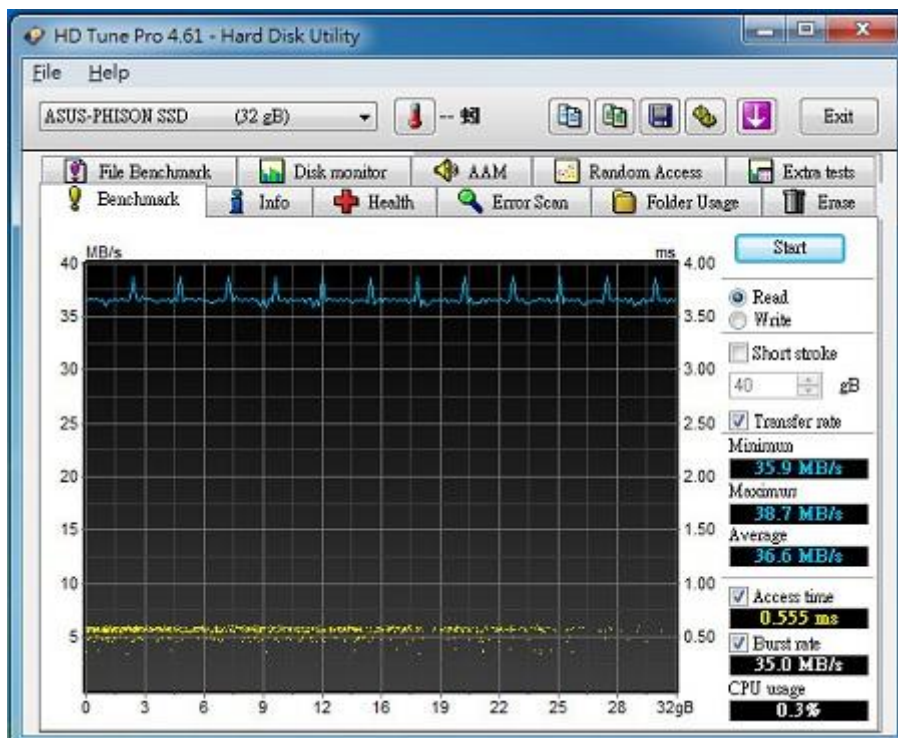 HD Tune Pro 4.61 - Hard Disk Utility
File Help
ASUS-PHISON SSD (32 gB) -- 蚓 Exit
File Benchmark Disk monitor AAM Random Access Extra tests
Benchmark Info Health Error Scan Folder Usage Erase
MB/s ms
40 4.00
35 3.50
30 3.00
25 2.50
20 2.00
15 1.50
10 1.00
5 0.50
0 3 6 9 12 16 19 22 25 28 32gB
Start
Read
Write
Short stroke
40 gB
Transfer rate
Minimun
35.9 MB/s
Maximun
38.7 MB/s
Average
36.6 MB/s
Access time
0.555 ms
Burst rate
35.0 MB/s
CPU usage
0.3%